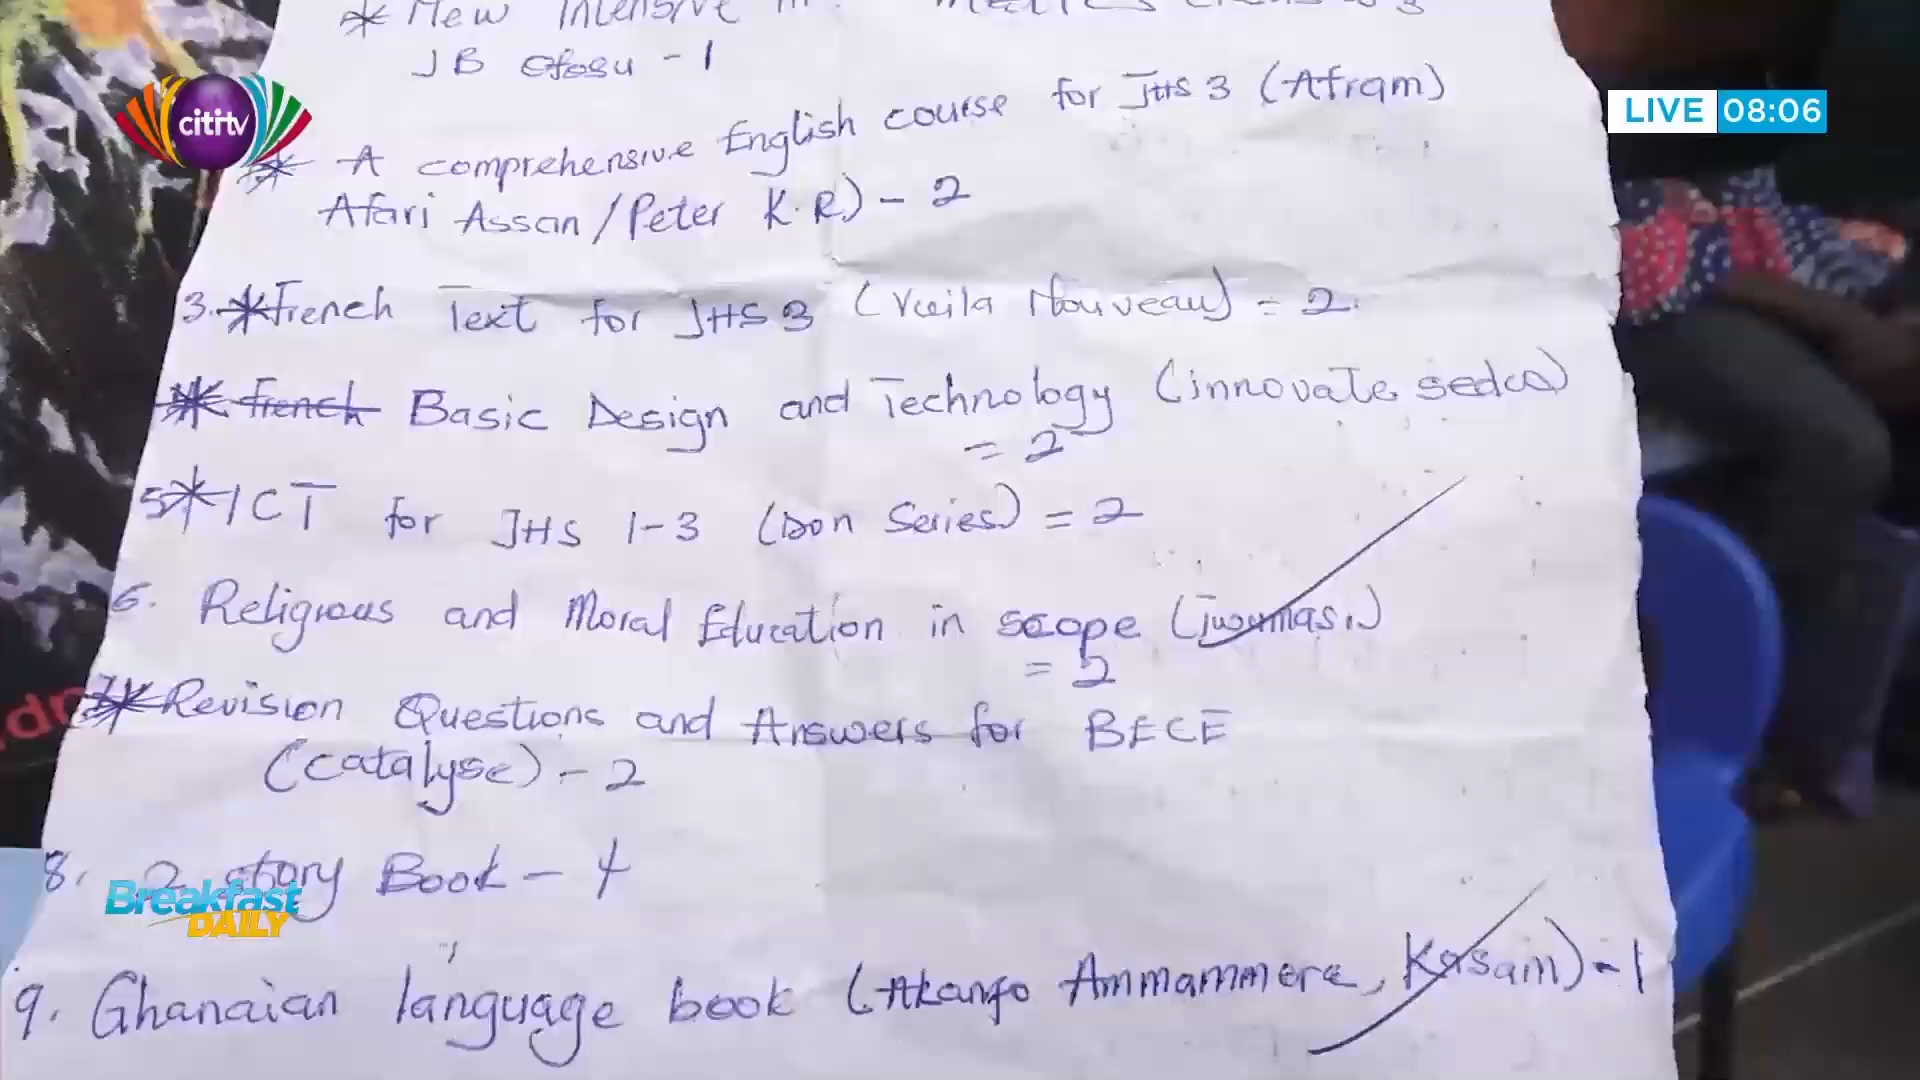 * New Intensive
JB Ofosu - 1
citi tv
LIVE 08:06
* A comprehensive English course for JHS 3 (Afram)
Afari Assan/Peter K.R) - 2
3. * French Text for JHS 3 (Nouveau) = 2.
* French Basic Design and Technology (innovate sedco)
= 2
5 * ICT for JHS 1-3 (Don Series) = 2
6. Religious and Moral Education in scope
= 2
7 * Revision Questions and Answers for BECE
(catalyse) - 2
8. 2 story Book - 4
Breakfast
DAILY
9. Ghanaian language book (Akanfo Ammammere, Kasain) - 1